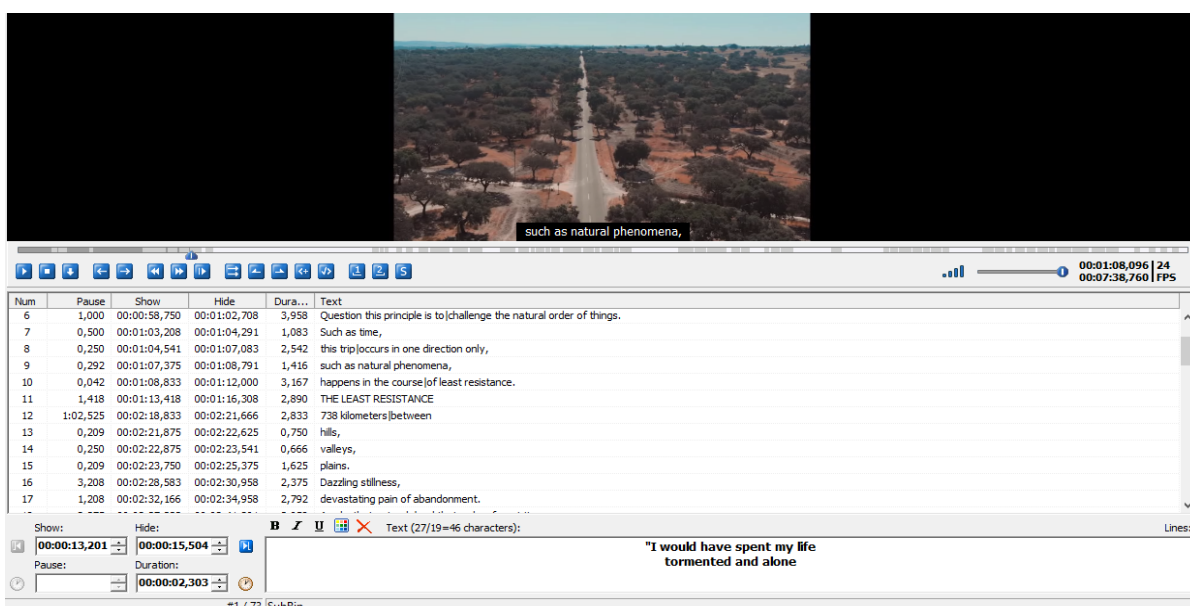 such as natural phenomena,
00:01:08,096 24
00:07:38,760 FPS
Num Pause Show Hide Dura... Text
6 1,000 00:00:58,750 00:01:02,708 3,958 Question this principle is to|challenge the natural order of things.
7 0,500 00:01:03,208 00:01:04,291 1,083 Such as time,
8 0,250 00:01:04,541 00:01:07,083 2,542 this trip|occurs in one direction only,
9 0,292 00:01:07,375 00:01:08,791 1,416 such as natural phenomena,
10 0,042 00:01:08,833 00:01:12,000 3,167 happens in the course|of least resistance.
11 1,418 00:01:13,418 00:01:16,308 2,890 THE LEAST RESISTANCE
12 1:02,525 00:02:18,833 00:02:21,666 2,833 738 kilometers|between
13 0,209 00:02:21,875 00:02:22,625 0,750 hills,
14 0,250 00:02:22,875 00:02:23,541 0,666 valleys,
15 0,209 00:02:23,750 00:02:25,375 1,625 plains.
16 3,208 00:02:28,583 00:02:30,958 2,375 Dazzling stillness,
17 1,208 00:02:32,166 00:02:34,958 2,792 devastating pain of abandonment.
Show: Hide: B I U Text (27/19=46 characters): Lines:
00:00:13,201 00:00:15,504
Pause: Duration:
00:00:02,303
"I would have spent my life
tormented and alone
#1 / 73 SubRip